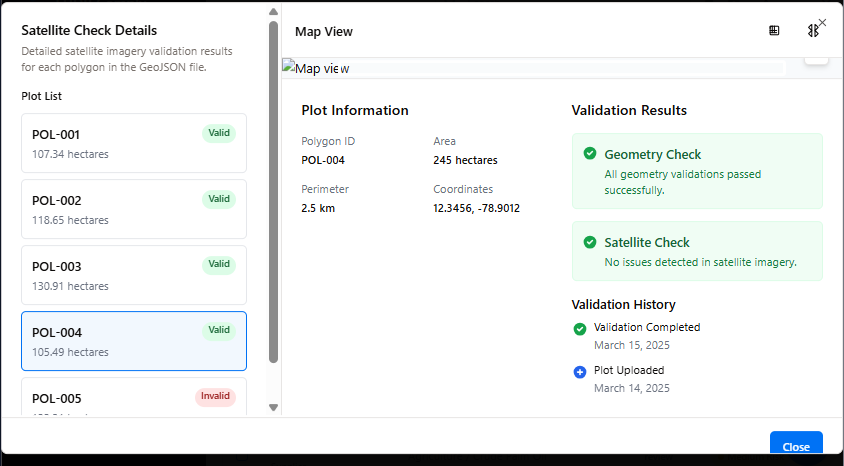 Satellite Check Details
Detailed satellite imagery validation results
for each polygon in the GeoJSON file.
Plot List
POL-001
Valid
107.34 hectares
POL-002
Valid
118.65 hectares
POL-003
Valid
130.91 hectares
POL-004
Valid
105.49 hectares
POL-005
Invalid
Map View
Map view
Plot Information
Polygon ID
Area
POL-004
245 hectares
Perimeter
Coordinates
2.5 km
12.3456, -78.9012
Validation Results
Geometry Check
All geometry validations passed
successfully.
Satellite Check
No issues detected in satellite imagery.
Validation History
Validation Completed
March 15, 2025
Plot Uploaded
March 14, 2025
Close